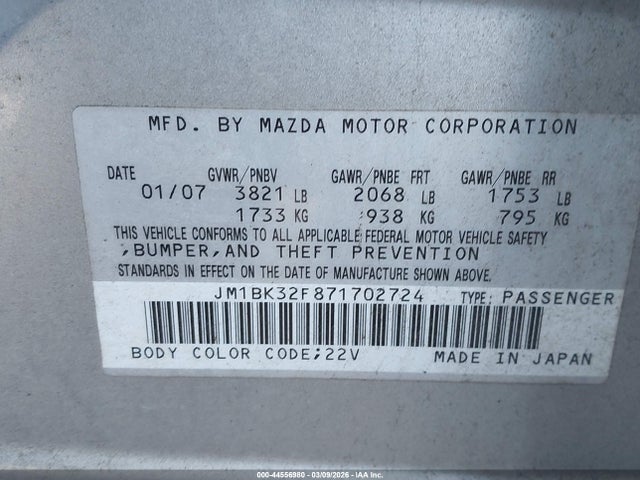 MFD. BY MAZDA MOTOR CORPORATION
DATE GVWR/PNBV GAWR/PNBE FRT GAWR/PNBE RR
01/07 3821 LB 2068 LB 1753 LB
1733 KG 938 KG 795 KG
THIS VEHICLE CONFORMS TO ALL APPLICABLE FEDERAL MOTOR VEHICLE SAFETY
,BUMPER,AND THEFT PREVENTION
STANDARDS IN EFFECT ON THE DATE OF MANUFACTURE SHOWN ABOVE.
JM1BK32F871702724 TYPE: PASSENGER
BODY COLOR CODE;22V MADE IN JAPAN
000-44556980 - 03/09/2026 - IAA Inc.